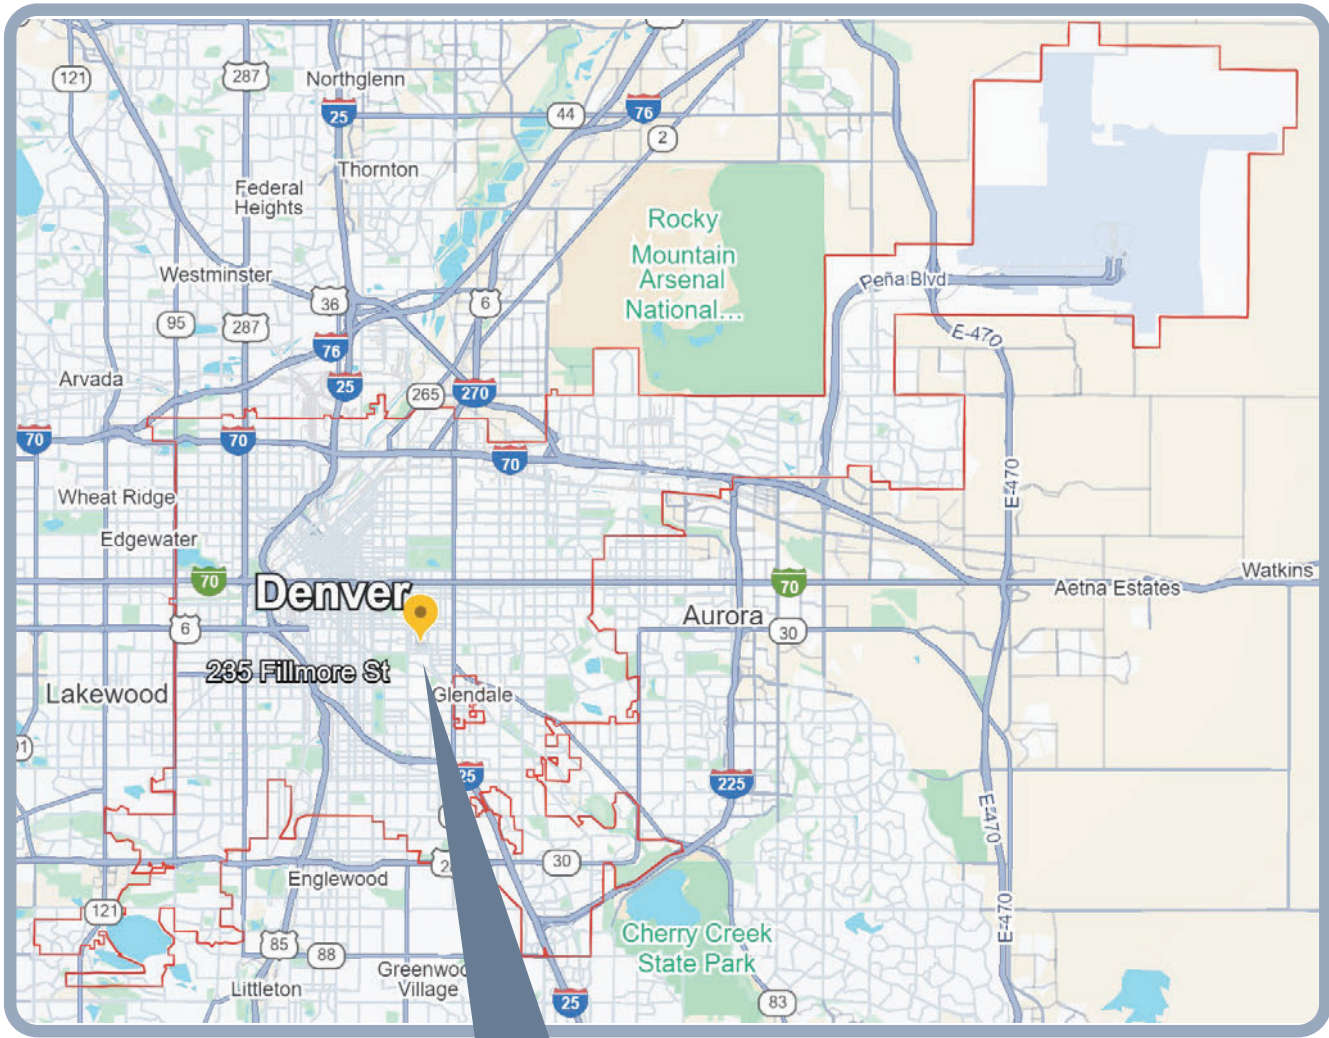 121
287
Northglenn
25
44
76
2
Thornton
Federal
Heights
Rocky
Mountain
Arsenal
National...
Westminster
36
6
Peña Blvd
95
287
E-470
76
25
Arvada
265
270
70
70
70
Wheat Ridge
E-470
Edgewater
70
Denver
70
Watkins
Aetna Estates
6
Aurora
30
235 Fillmore St
Lakewood
Glendale
25
225
E-470
30
Englewood
121
E-470
85
88
Cherry Creek
State Park
Littleton
Village
25
83